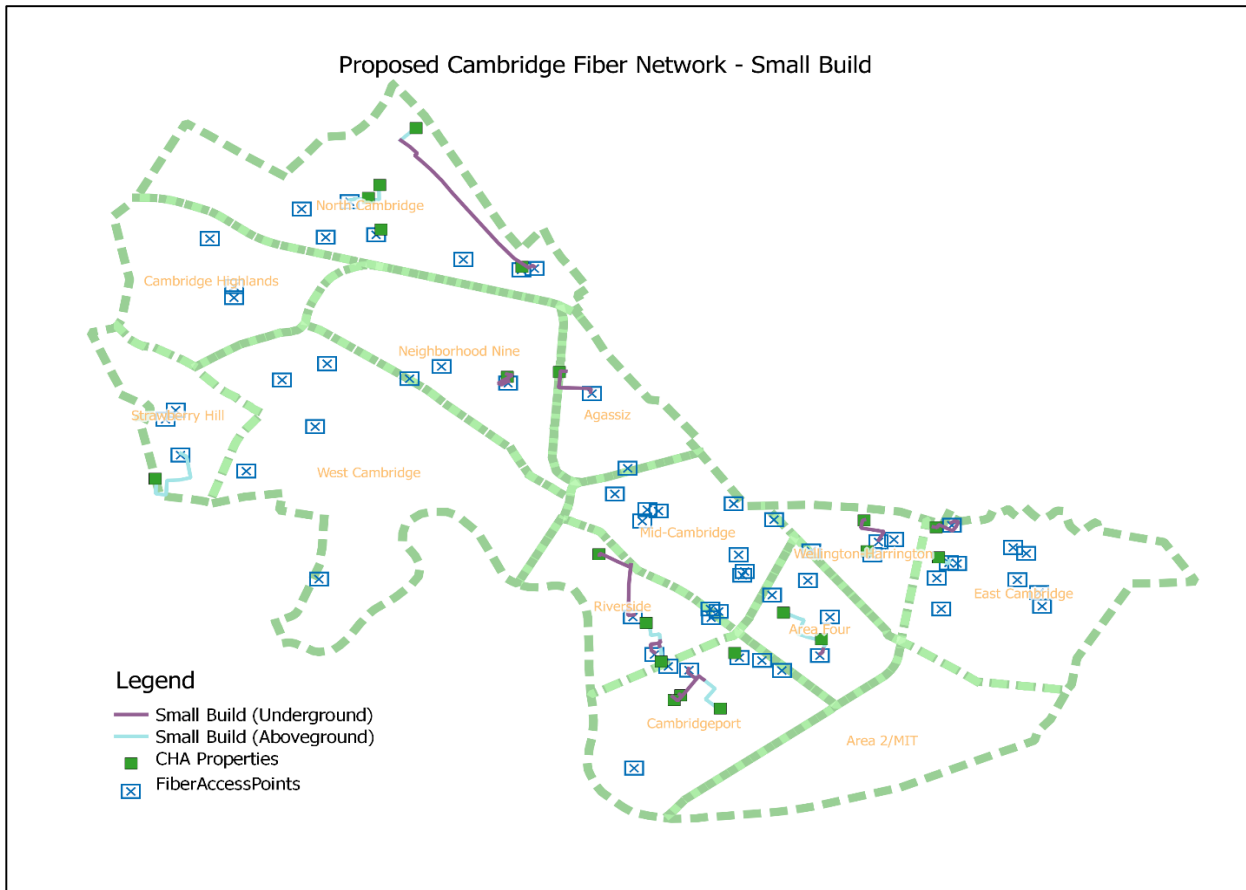 Proposed Cambridge Fiber Network - Small Build
North Cambridge
Cambridge Highlands
Neighborhood Nine
Agassiz
Strawberry Hill
West Cambridge
Mid-Cambridge
Wellington-Harrington
East Cambridge
Riverside
Area Four
Cambridgeport
Area 2/MIT
Legend
Small Build (Underground)
Small Build (Aboveground)
CHA Properties
FiberAccessPoints